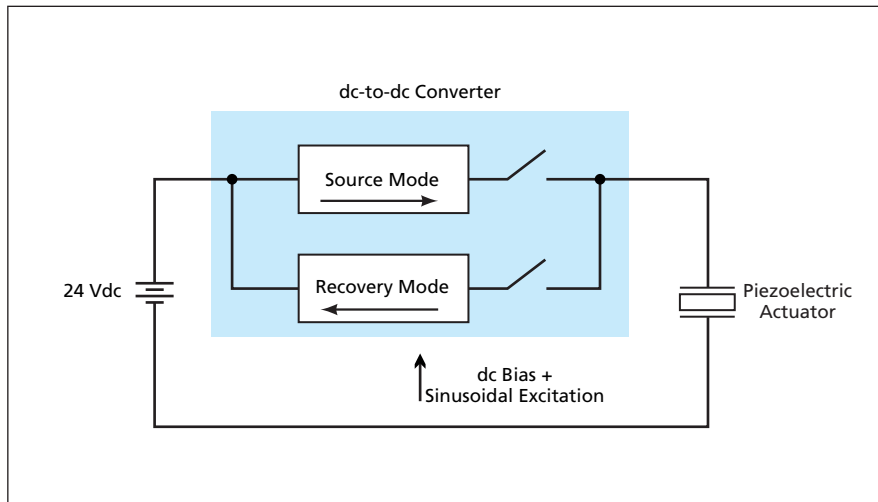 dc-to-dc Converter
Source Mode
Recovery Mode
24 Vdc
Piezoelectric
Actuator
dc Bias +
Sinusoidal Excitation